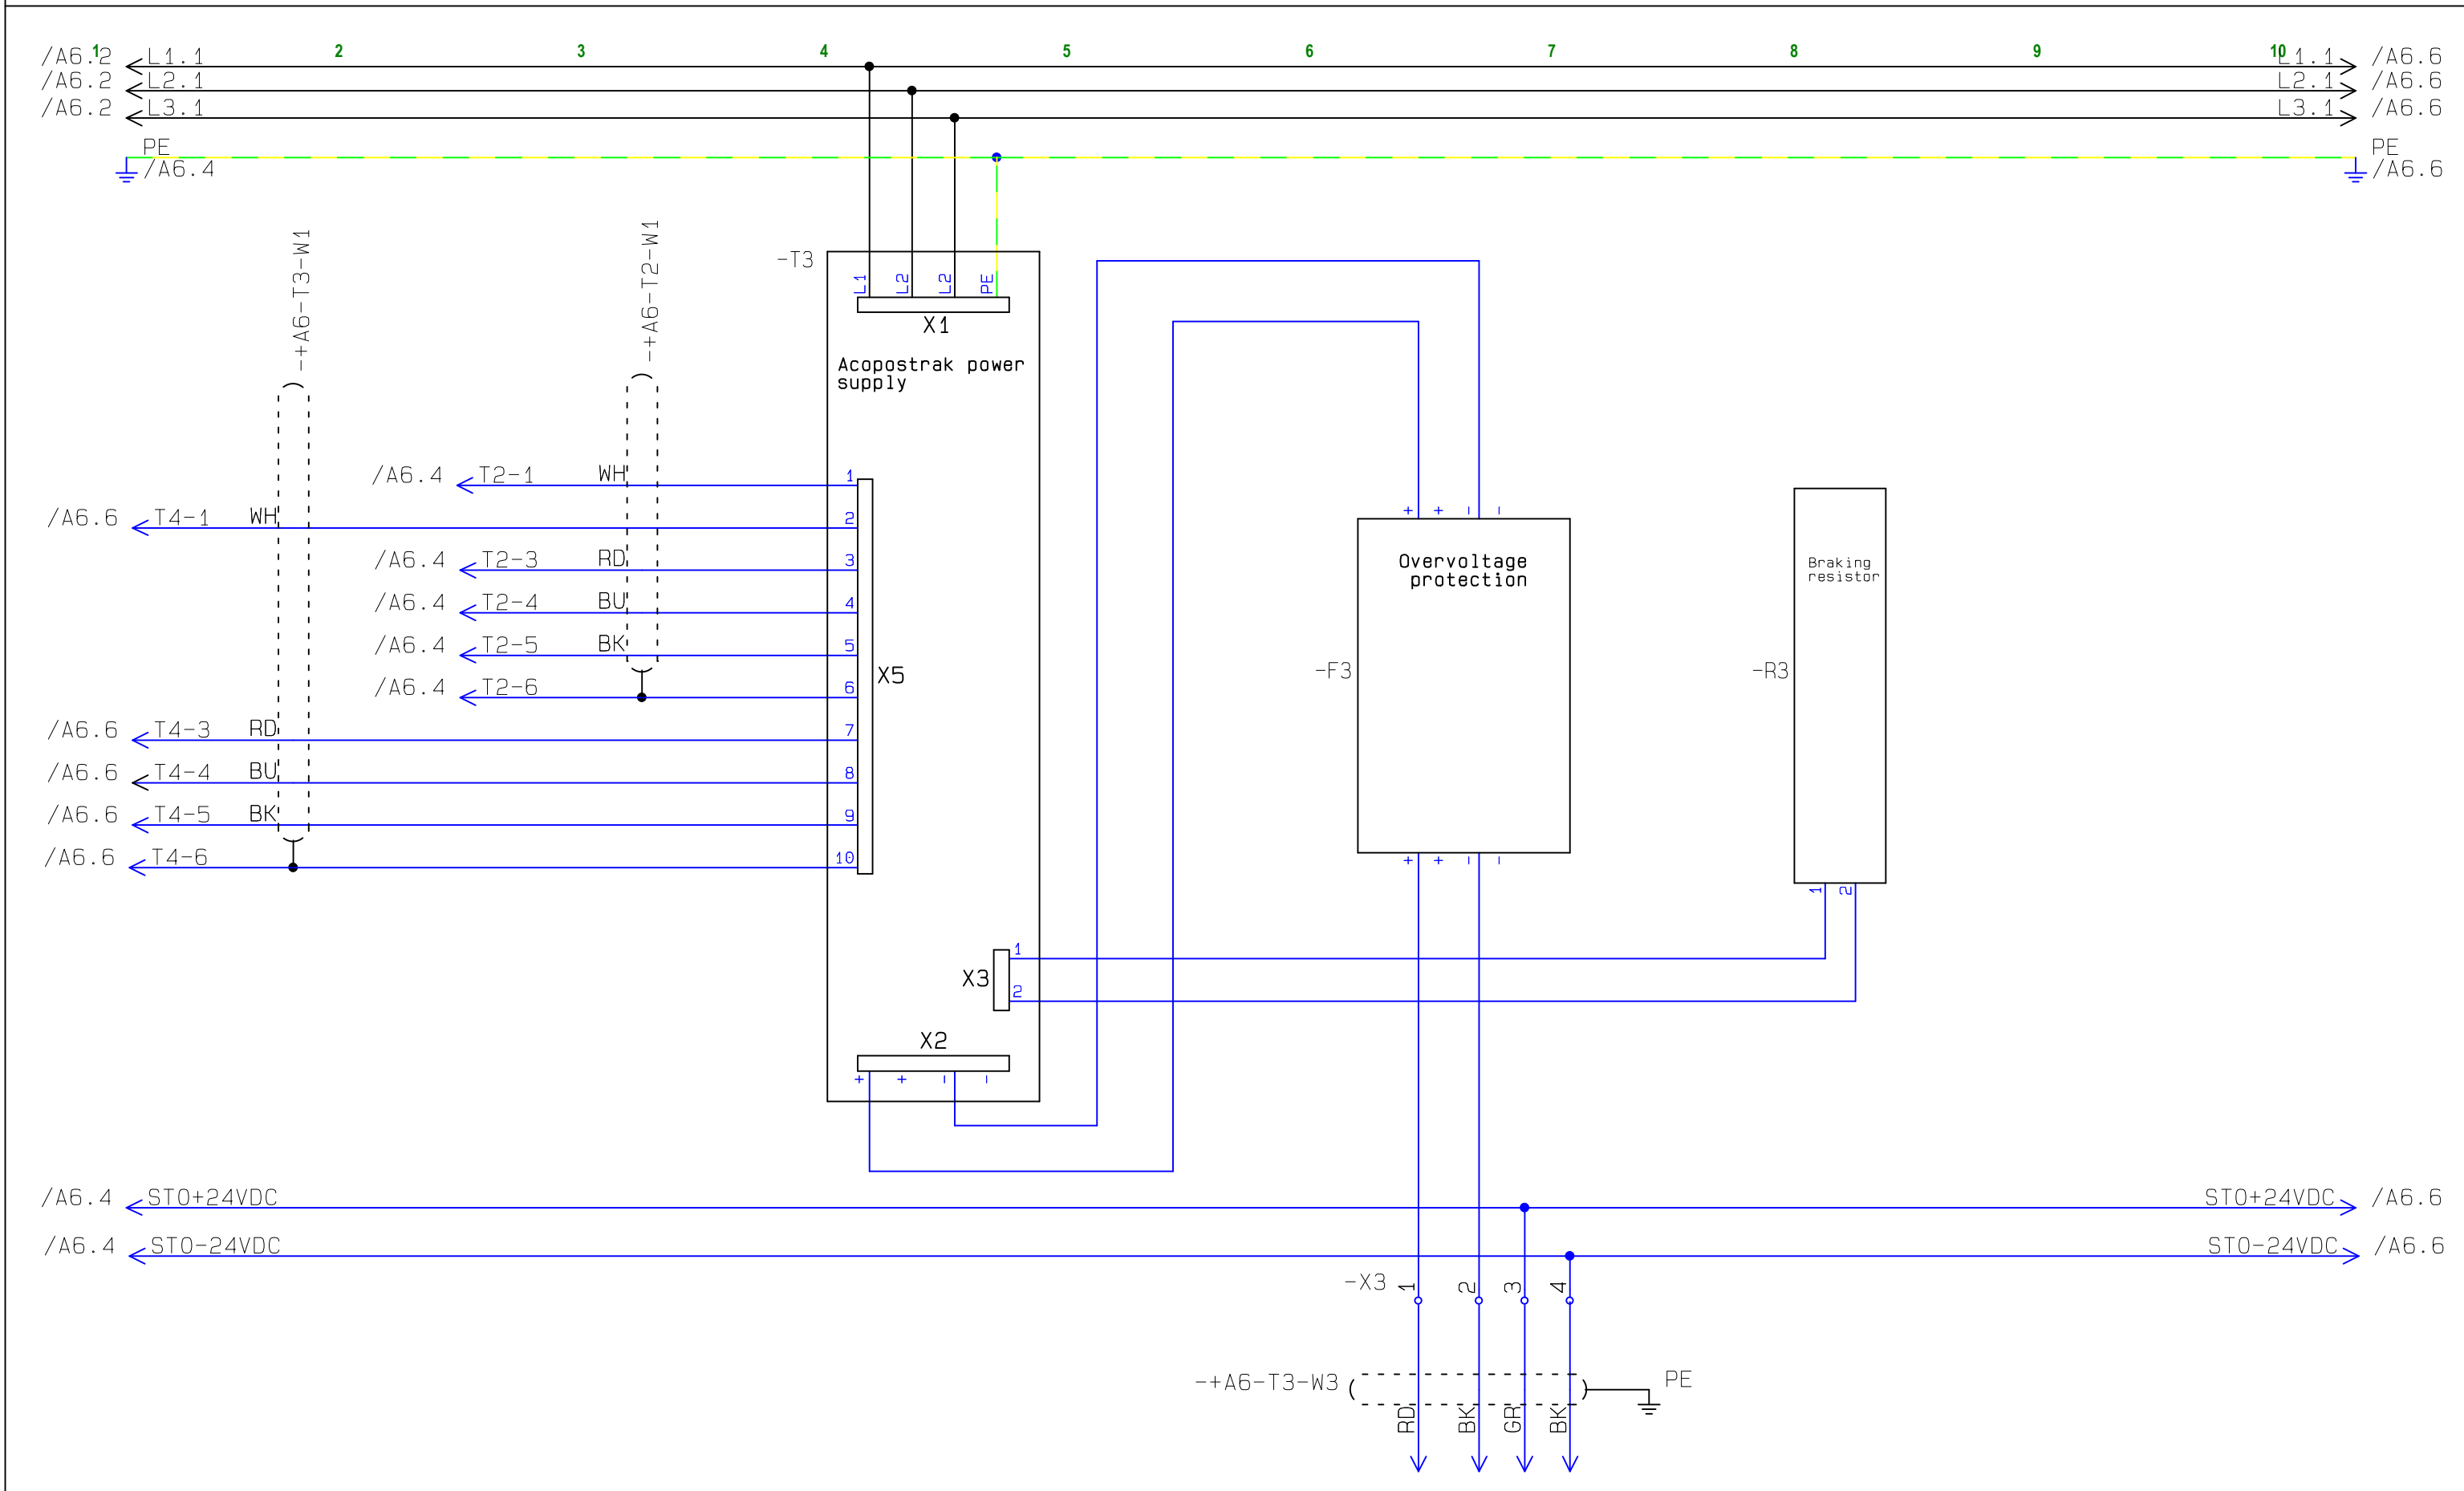 1 2 3 4 5 6 7 8 9 10
/A6.2 L1.1 L1.1 /A6.6
/A6.2 L2.1 L2.1 /A6.6
/A6.2 L3.1 L3.1 /A6.6
PE PE
/A6.4 /A6.6
-+A6-T3-W1
-+A6-T2-W1
-T3
L1 L2 L2 PE
X1
Acopostrak power
supply
/A6.4 T2-1 WH 1
/A6.6 T4-1 WH 2
/A6.4 T2-3 RD 3
/A6.4 T2-4 BU 4
/A6.4 T2-5 BK 5
X5
/A6.4 T2-6 6
/A6.6 T4-3 RD 7
/A6.6 T4-4 BU 8
/A6.6 T4-5 BK 9
/A6.6 T4-6 10
+ + - -
Overvoltage
protection
-F3
+ + - -
Braking
resistor
-R3
1 2
X3
1
2
X2
+ + - -
/A6.4 STO+24VDC STO+24VDC /A6.6
/A6.4 STO-24VDC STO-24VDC /A6.6
-X3 1 2 3 4
-+A6-T3-W3 PE
RD BK GR BK